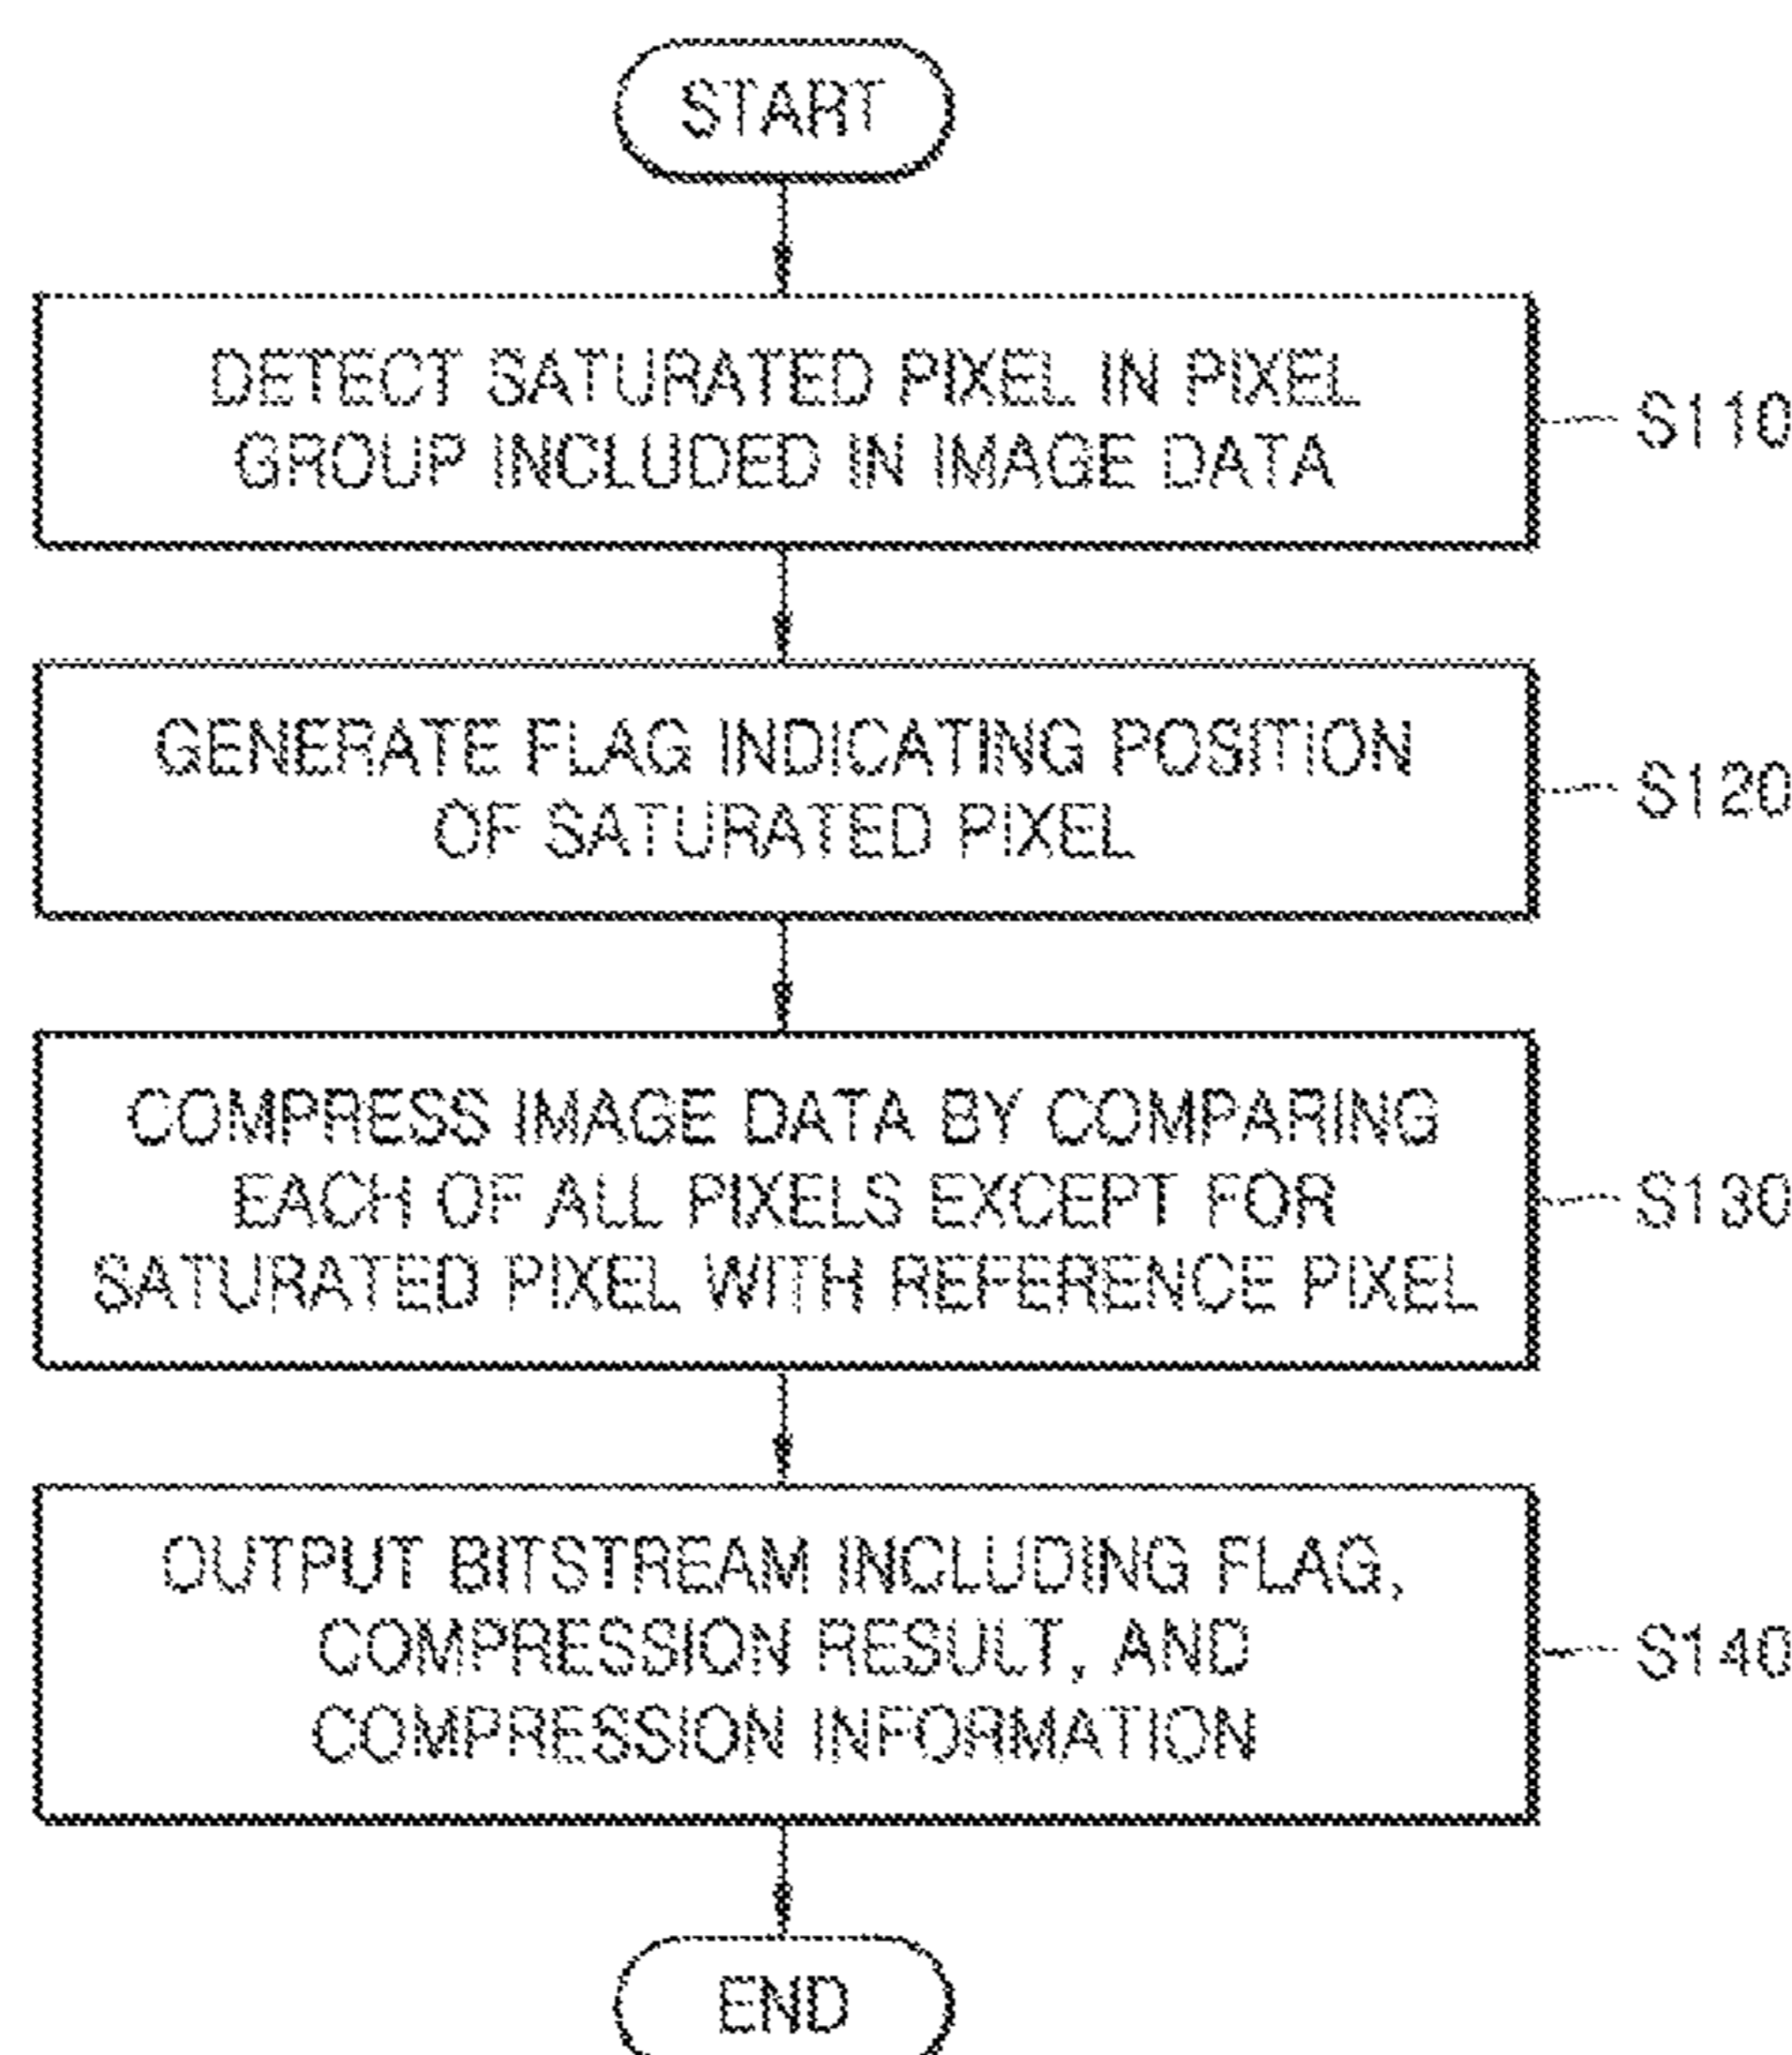 START
DETECT SATURATED PIXEL IN PIXEL
GROUP INCLUDED IN IMAGE DATA
S110
GENERATE FLAG INDICATING POSITION
OF SATURATED PIXEL
S120
COMPRESS IMAGE DATA BY COMPARING
EACH OF ALL PIXELS EXCEPT FOR
SATURATED PIXEL WITH REFERENCE PIXEL
S130
OUTPUT BITSTREAM INCLUDING FLAG,
COMPRESSION RESULT, AND
COMPRESSION INFORMATION
S140
END